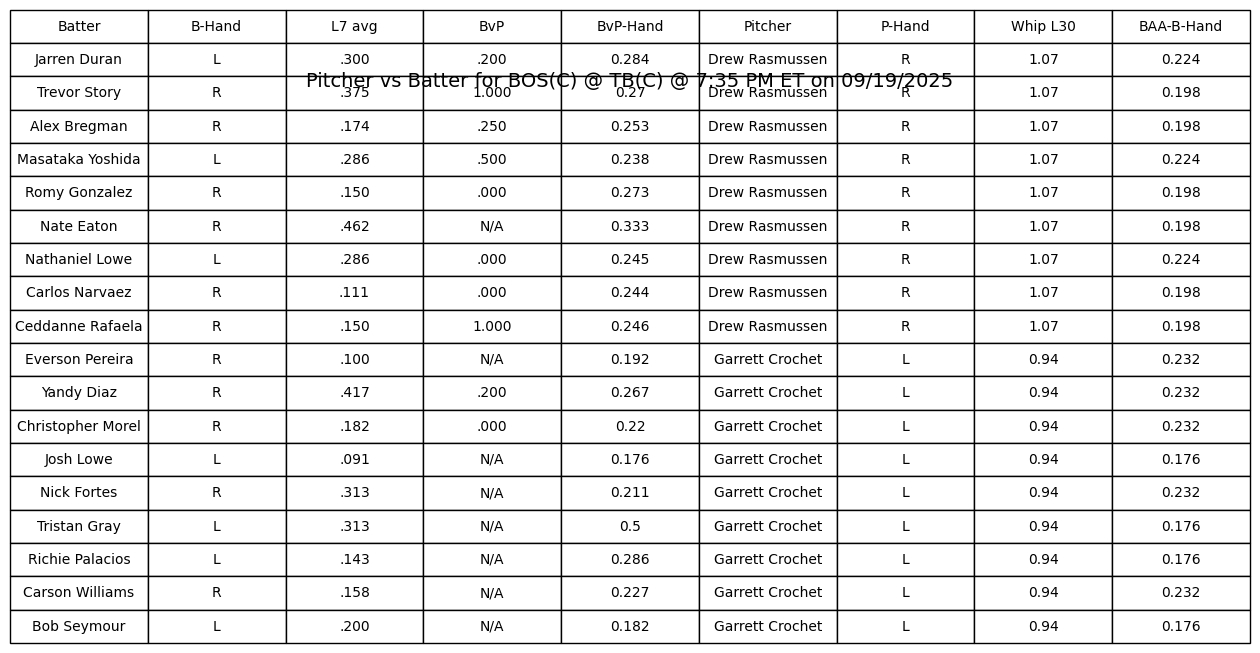 Batter B-Hand L7 avg BvP BvP-Hand Pitcher P-Hand Whip L30 BAA-B-Hand
Jarren Duran L .300 .200 0.284 Drew Rasmussen R 1.07 0.224
Pitcher vs Batter for BOS(C) @ TB(C) @ 7:35 PM ET on 09/19/2025
Trevor Story R .375 1.000 0.27 Drew Rasmussen R 1.07 0.198
Alex Bregman R .174 .250 0.253 Drew Rasmussen R 1.07 0.198
Masataka Yoshida L .286 .500 0.238 Drew Rasmussen R 1.07 0.224
Romy Gonzalez R .150 .000 0.273 Drew Rasmussen R 1.07 0.198
Nate Eaton R .462 N/A 0.333 Drew Rasmussen R 1.07 0.198
Nathaniel Lowe L .286 .000 0.245 Drew Rasmussen R 1.07 0.224
Carlos Narvaez R .111 .000 0.244 Drew Rasmussen R 1.07 0.198
Ceddanne Rafaela R .150 1.000 0.246 Drew Rasmussen R 1.07 0.198
Everson Pereira R .100 N/A 0.192 Garrett Crochet L 0.94 0.232
Yandy Diaz R .417 .200 0.267 Garrett Crochet L 0.94 0.232
Christopher Morel R .182 .000 0.22 Garrett Crochet L 0.94 0.232
Josh Lowe L .091 N/A 0.176 Garrett Crochet L 0.94 0.176
Nick Fortes R .313 N/A 0.211 Garrett Crochet L 0.94 0.232
Tristan Gray L .313 N/A 0.5 Garrett Crochet L 0.94 0.176
Richie Palacios L .143 N/A 0.286 Garrett Crochet L 0.94 0.176
Carson Williams R .158 N/A 0.227 Garrett Crochet L 0.94 0.232
Bob Seymour L .200 N/A 0.182 Garrett Crochet L 0.94 0.176